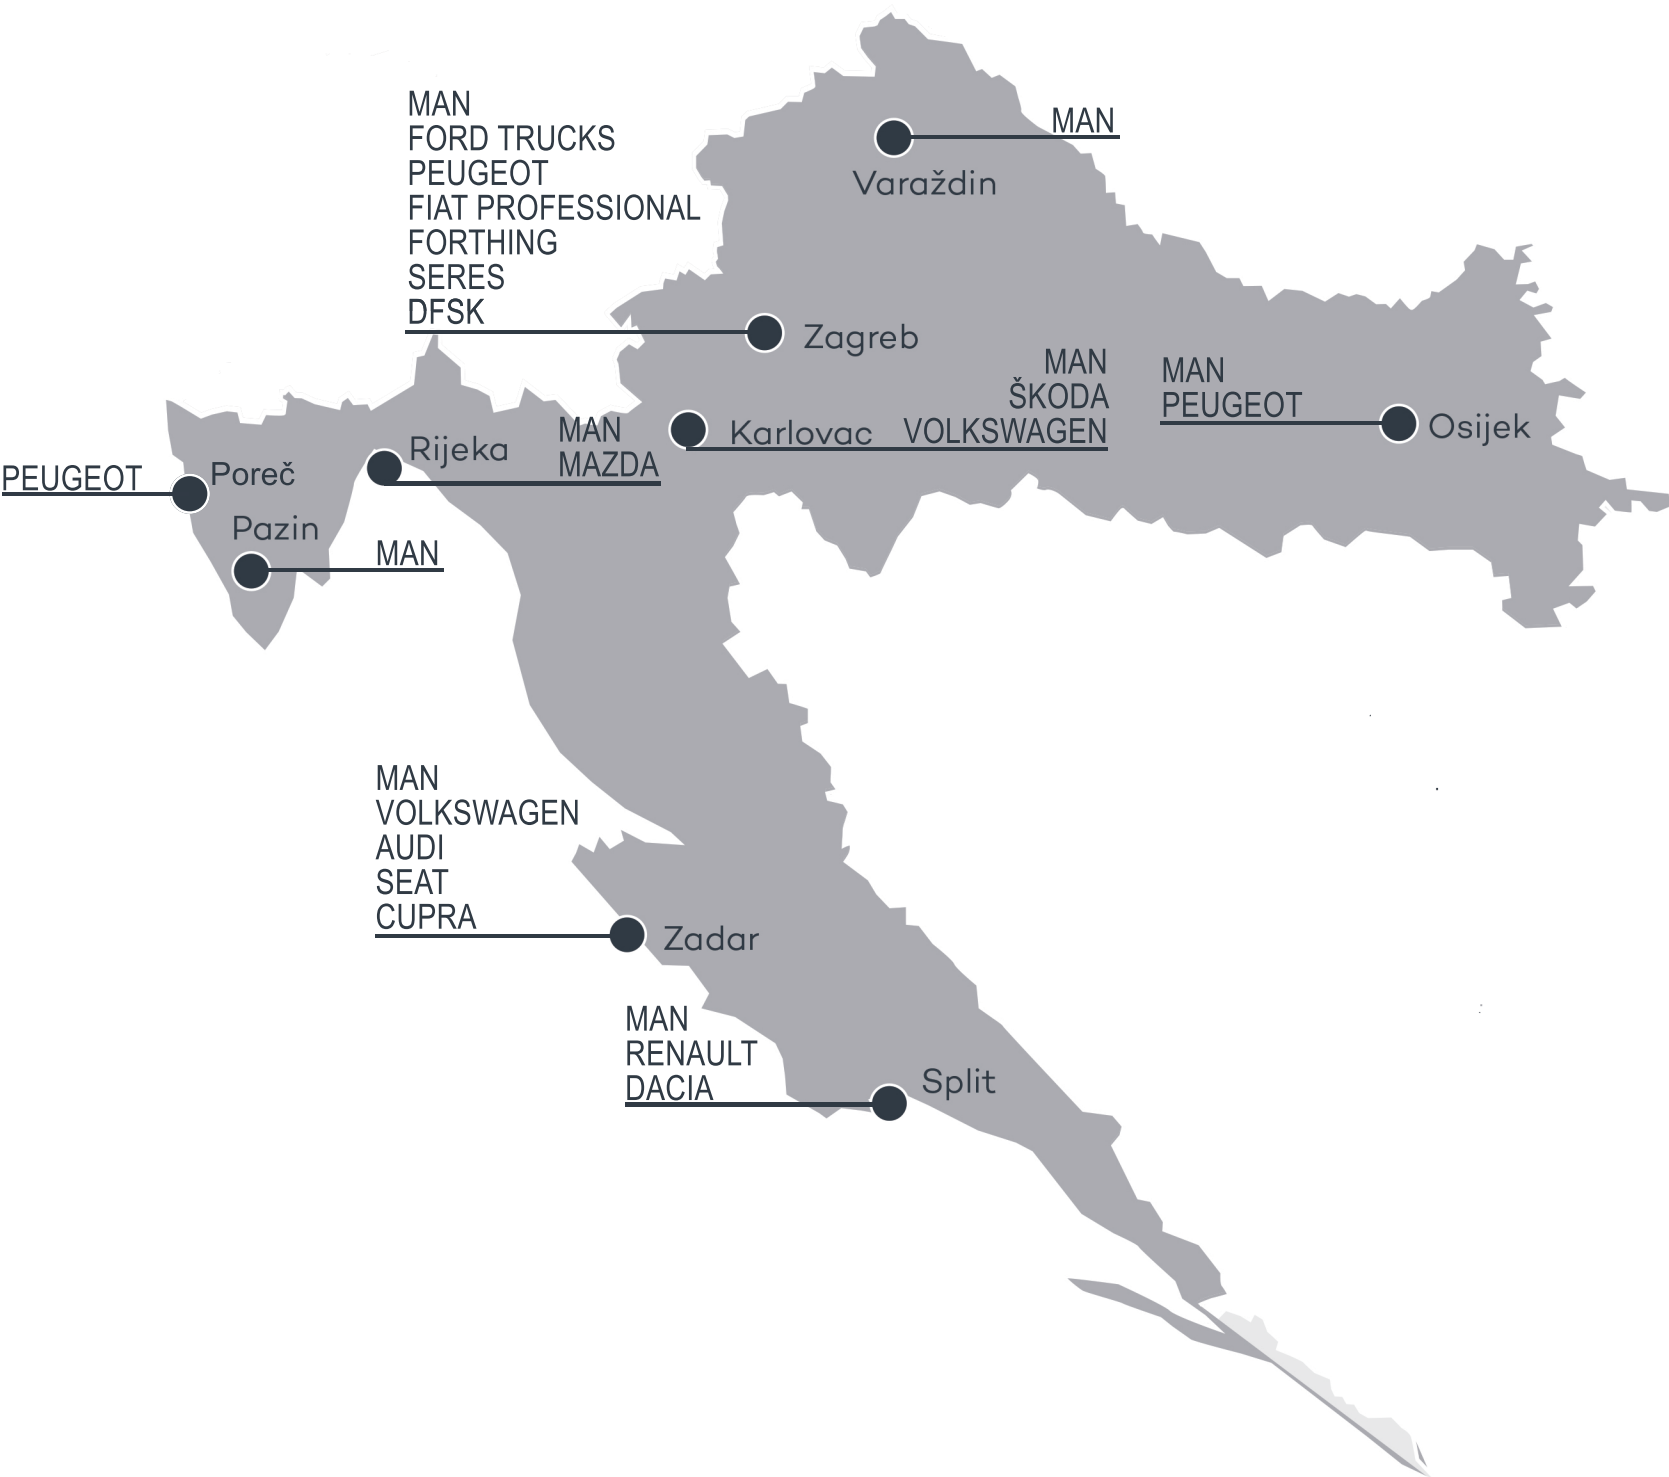 MAN
FORD TRUCKS
PEUGEOT
FIAT PROFESSIONAL
FORTHING
SERES
DFSK
Zagreb
MAN
Varaždin
MAN
ŠKODA
VOLKSWAGEN
Karlovac
MAN
PEUGEOT
Osijek
Rijeka
MAN
MAZDA
PEUGEOT
Poreč
Pazin
MAN
MAN
VOLKSWAGEN
AUDI
SEAT
CUPRA
Zadar
MAN
RENAULT
DACIA
Split